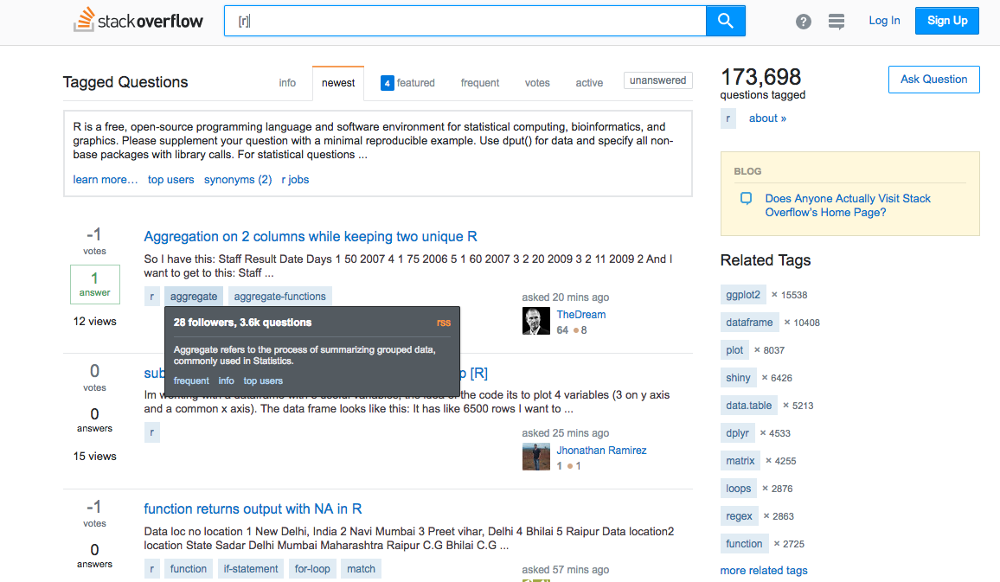 stackoverflow
[r]
?
Log In
Sign Up
Tagged Questions
info
newest
4 featured
frequent
votes
active
unanswered
R is a free, open-source programming language and software environment for statistical computing, bioinformatics, and
graphics. Please supplement your question with a minimal reproducible example. Use dput() for data and specify all non-
base packages with library calls. For statistical questions ...
learn more… top users synonyms (2) r jobs
-1
votes
1
answer
12 views
Aggregation on 2 columns while keeping two unique R
So I have this: Staff Result Date Days 1 50 2007 4 1 75 2006 5 1 60 2007 3 2 20 2009 3 2 11 2009 2 And I
want to get to this: Staff ...
r aggregate aggregate-functions
asked 20 mins ago
TheDream
64 ● 8
28 followers, 3.6k questions rss
Aggregate refers to the process of summarizing grouped data,
commonly used in Statistics.
frequent info top users
0
votes
0
answers
15 views
[R]
and a common x axis). The data frame looks like this: It has like 6500 rows I want to ...
the code its to plot 4 variables (3 on y axis
r
asked 25 mins ago
Jhonathan Ramirez
1 ● 1
-1
votes
0
answers
function returns output with NA in R
Data loc no location 1 New Delhi, India 2 Navi Mumbai 3 Preet vihar, Delhi 4 Bhilai 5 Raipur Data location2
location State Sadar Delhi Mumbai Maharashtra Raipur C.G Bhilai C.G ...
r function if-statement for-loop match
asked 57 mins ago
173,698
questions tagged
r about »
Ask Question
BLOG
Does Anyone Actually Visit Stack
Overflow's Home Page?
Related Tags
ggplot2 × 15538
dataframe × 10408
plot × 8037
shiny × 6426
data.table × 5213
dplyr × 4533
matrix × 4255
loops × 2876
regex × 2863
function × 2725
more related tags